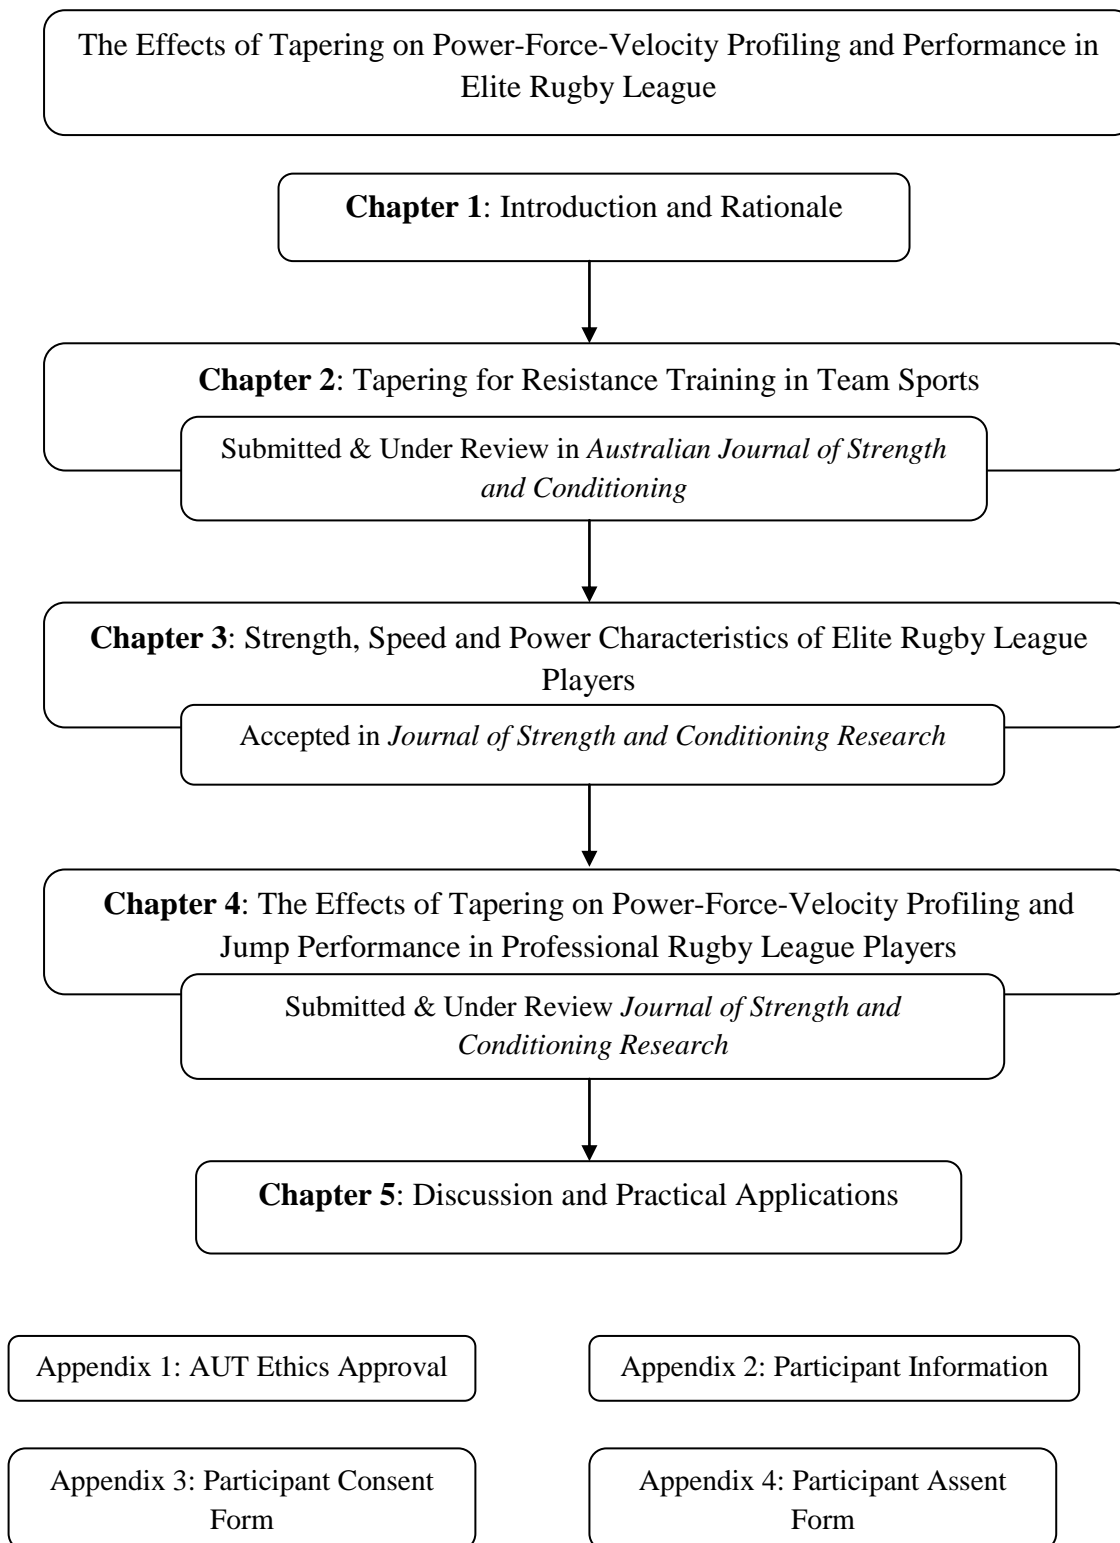 The Effects of Tapering on Power-Force-Velocity Profiling and Performance in
Elite Rugby League
Chapter 1: Introduction and Rationale
Chapter 2: Tapering for Resistance Training in Team Sports
Submitted & Under Review in Australian Journal of Strength
and Conditioning
Chapter 3: Strength, Speed and Power Characteristics of Elite Rugby League
Players
Accepted in Journal of Strength and Conditioning Research
Chapter 4: The Effects of Tapering on Power-Force-Velocity Profiling and
Jump Performance in Professional Rugby League Players
Submitted & Under Review Journal of Strength and
Conditioning Research
Chapter 5: Discussion and Practical Applications
Appendix 1: AUT Ethics Approval
Appendix 2: Participant Information
Appendix 3: Participant Consent
Form
Appendix 4: Participant Assent
Form